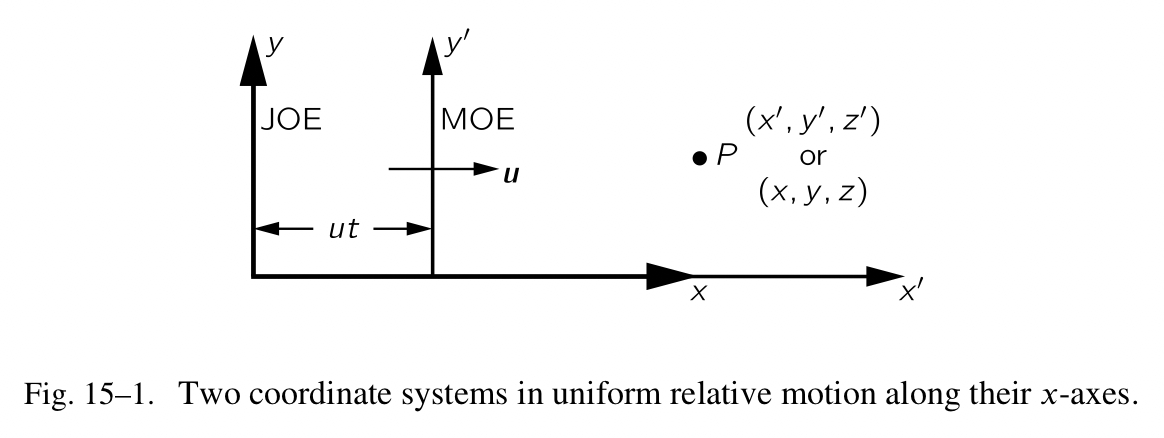 y
y′
JOE
MOE
(x′, y′, z′)
P
or
u
(x, y, z)
ut
x
x′
Fig. 15–1. Two coordinate systems in uniform relative motion along their x-axes.